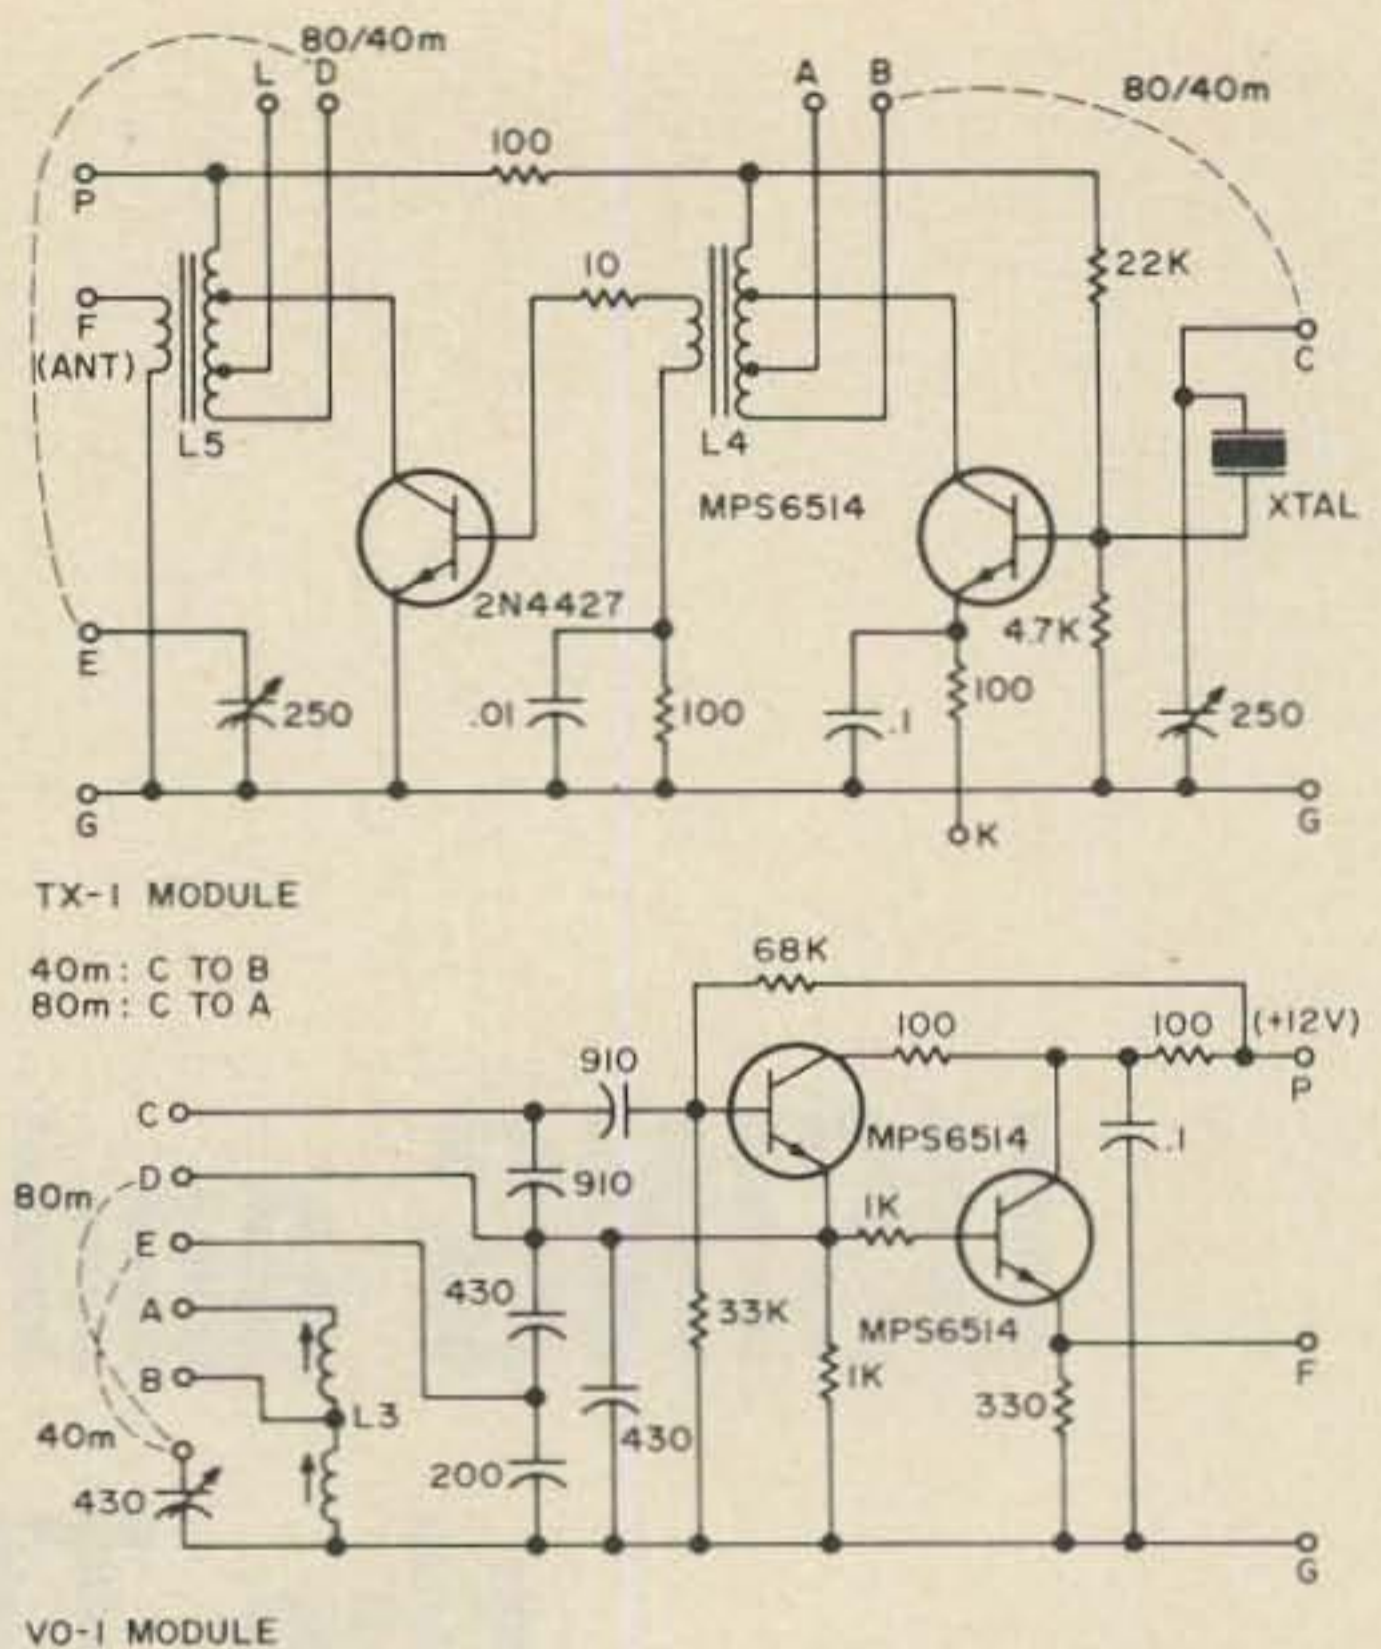 80/40m
L D
A B
80/40m
100
P
10
22K
F
(ANT)
C
L5
L4
MPS6514
XTAL
2N4427
4.7K
E
250
.01
100
.1
100
250
G
K
G
TX-1 MODULE
40m: C TO B
80m: C TO A
68K
100
100
(+12V)
910
P
C
MPS6514
.1
80m
D
910
1K
E
430
A
33K
MPS6514
B
L3
1K
F
40m
430
330
430
200
G
VO-1 MODULE